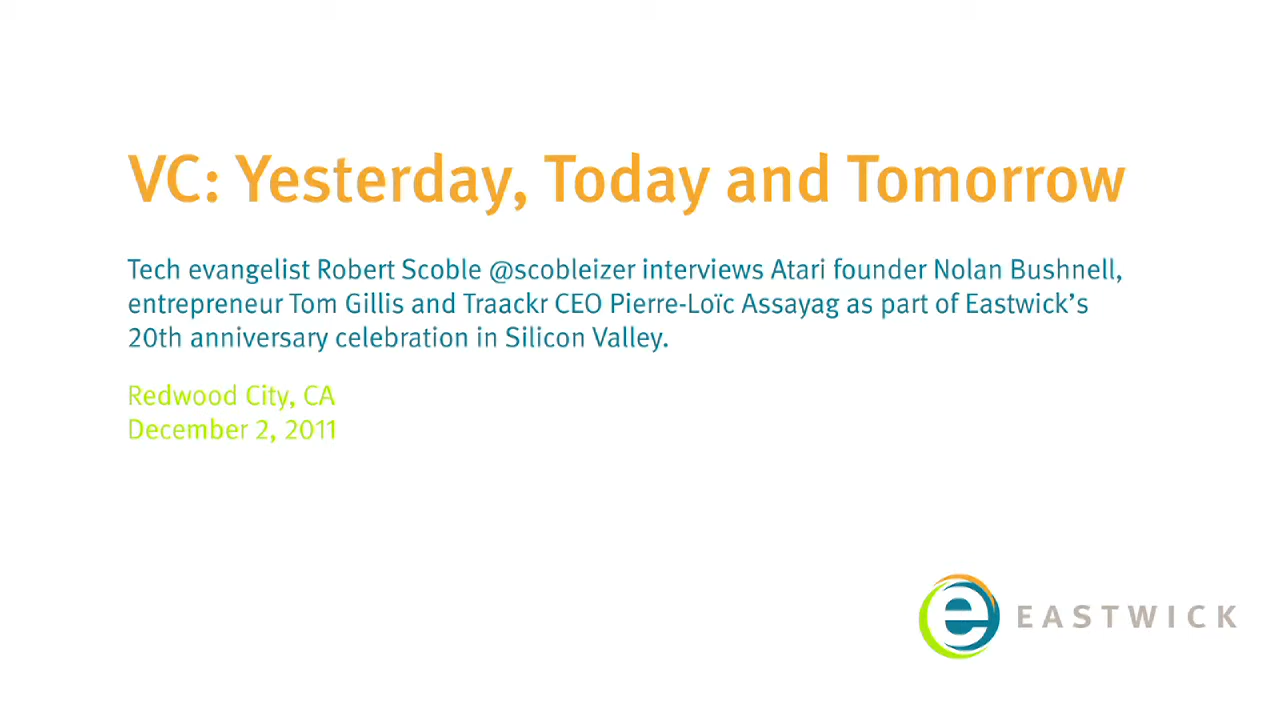 VC: Yesterday, Today and Tomorrow
Tech evangelist Robert Scoble @scobleizer interviews Atari founder Nolan Bushnell,
entrepreneur Tom Gillis and Traackr CEO Pierre-Loïc Assayag as part of Eastwick’s
20th anniversary celebration in Silicon Valley.
Redwood City, CA
December 2, 2011
e EASTWICK